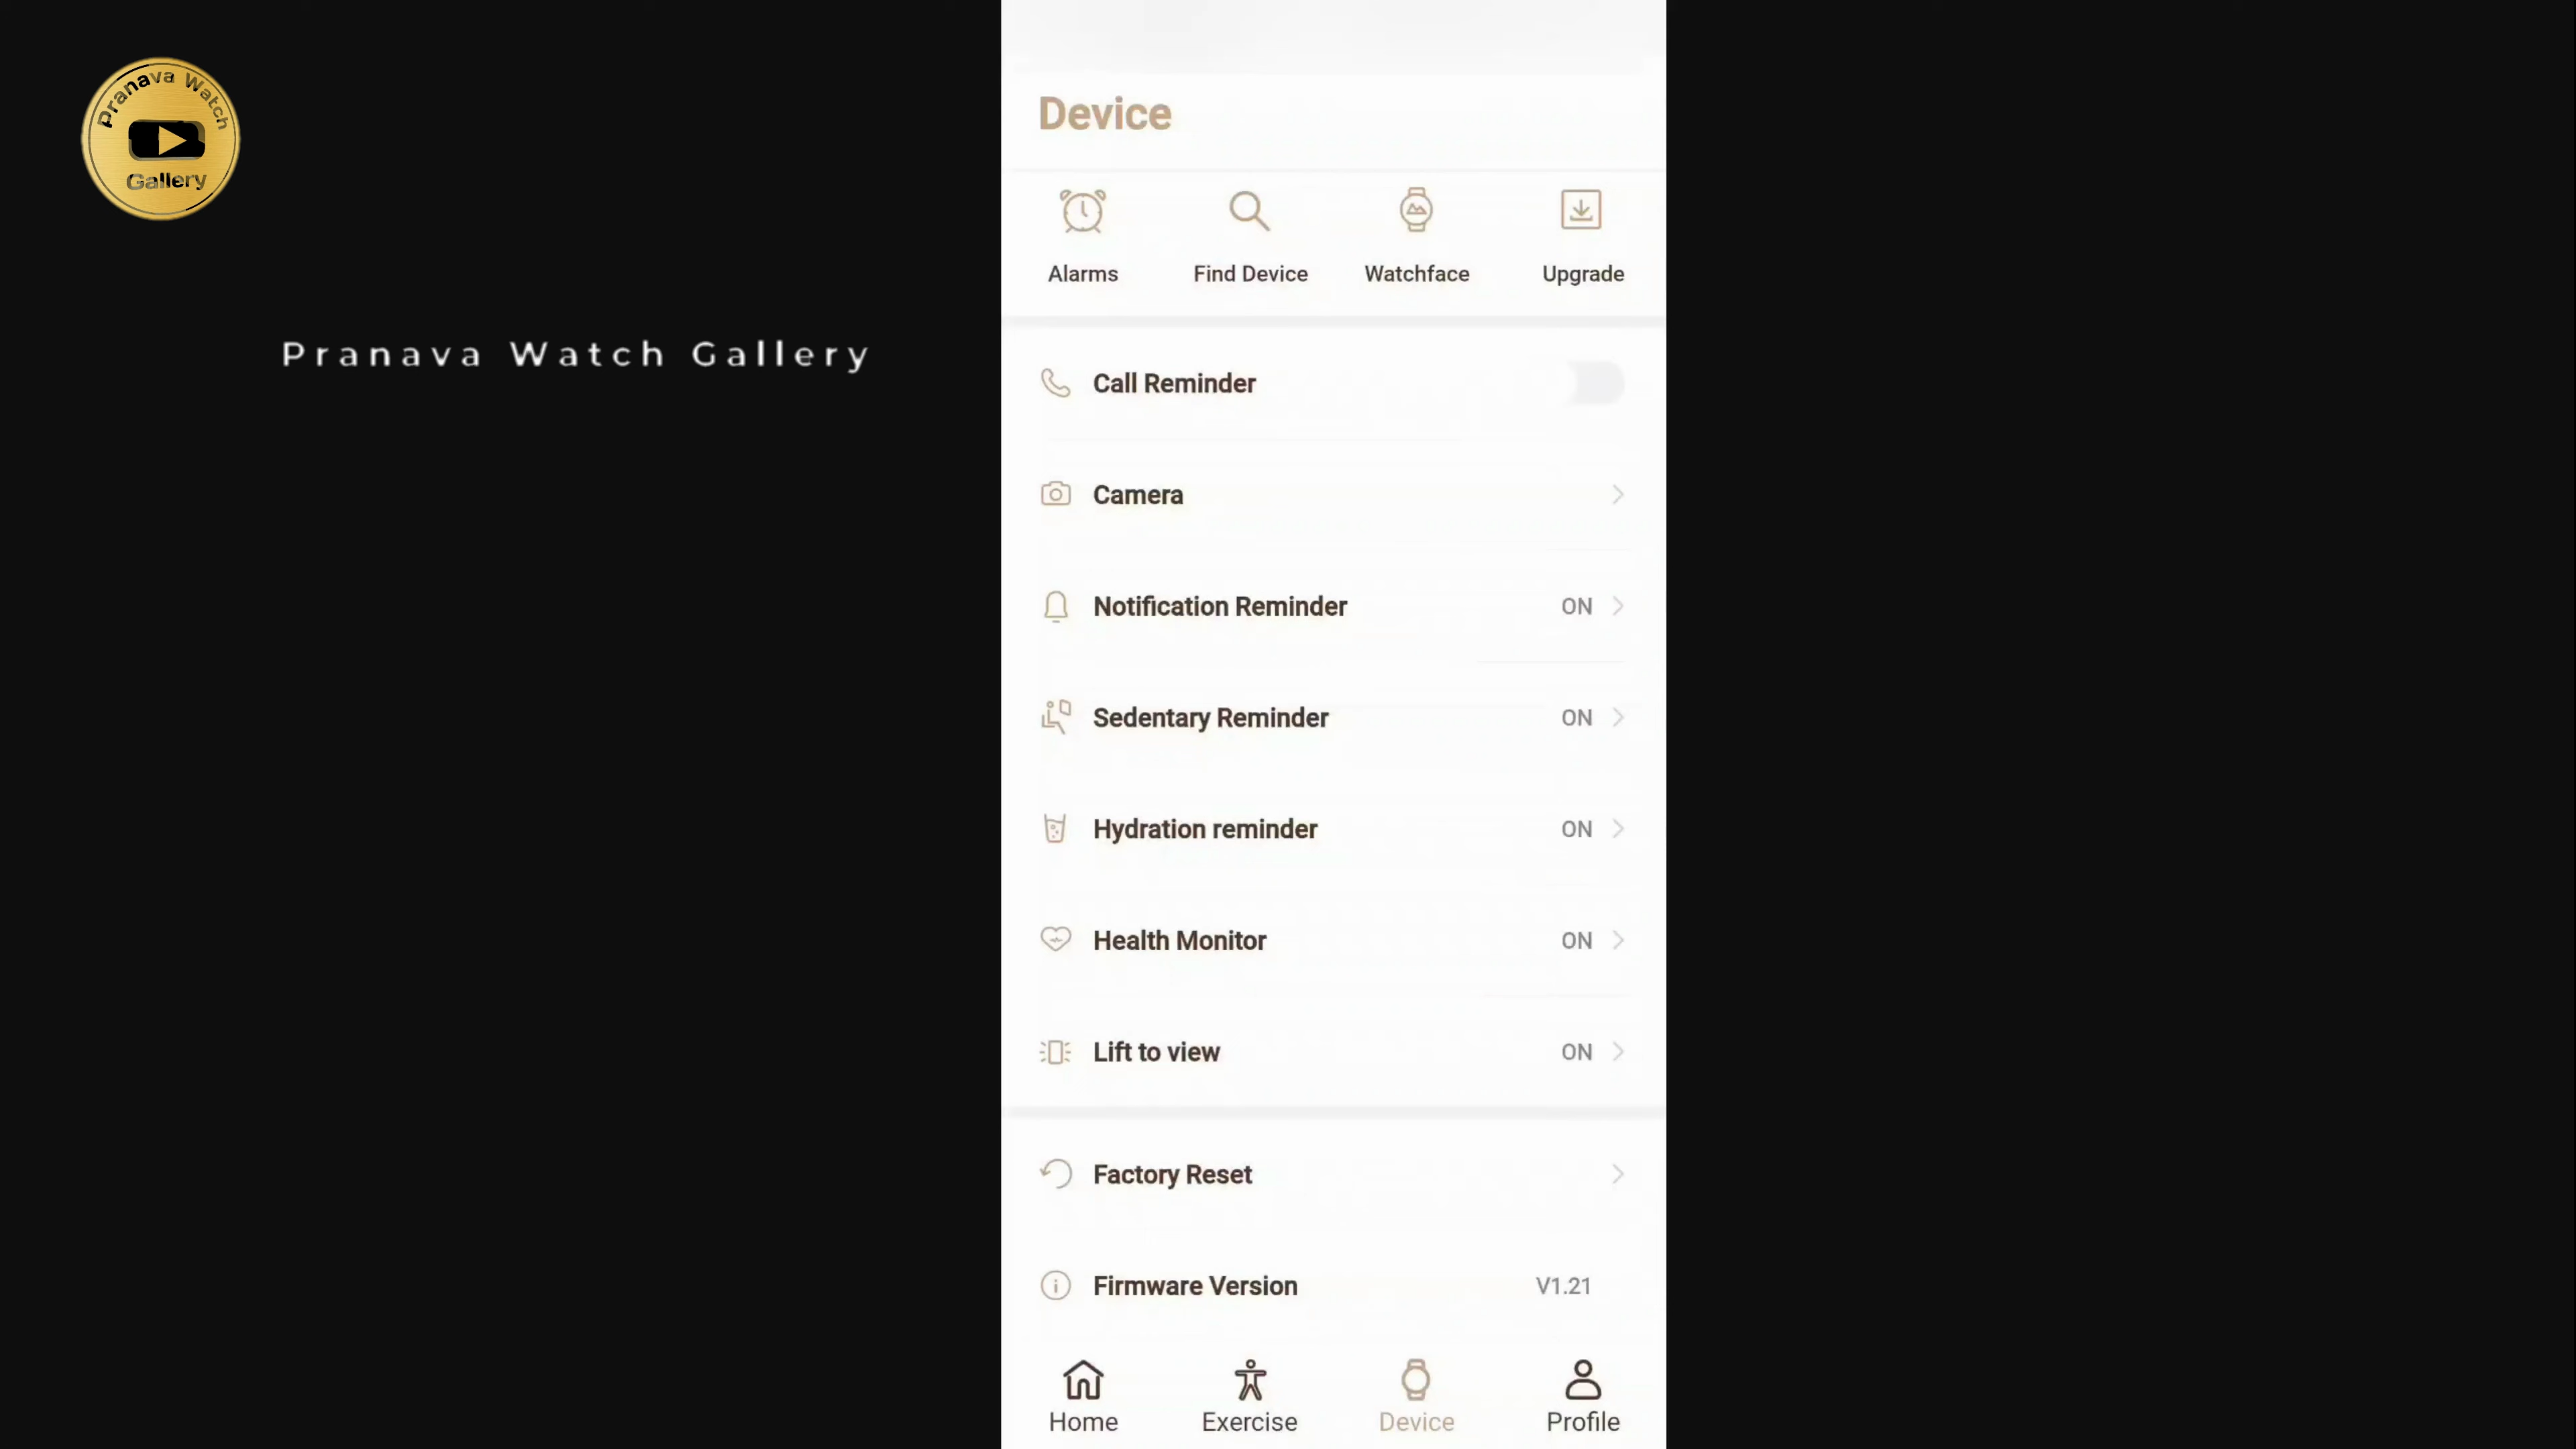 Pranava Watch
Gallery
Pranava Watch Gallery
Device
Alarms
Find Device
Watchface
Upgrade
Call Reminder
Camera
Notification Reminder ON
Sedentary Reminder ON
Hydration reminder ON
Health Monitor ON
Lift to view ON
Factory Reset
Firmware Version V1.21
Home
Exercise
Device
Profile